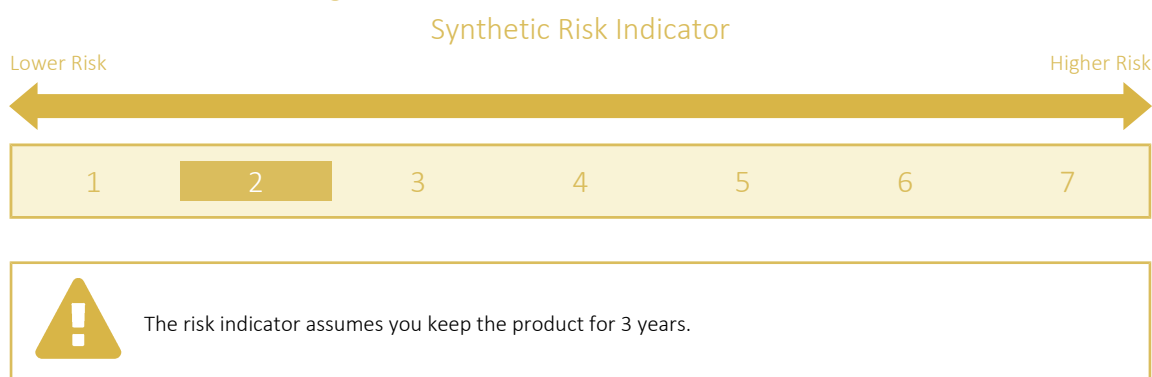 Synthetic Risk Indicator
Lower Risk Higher Risk
1 2 3 4 5 6 7
The risk indicator assumes you keep the product for 3 years.